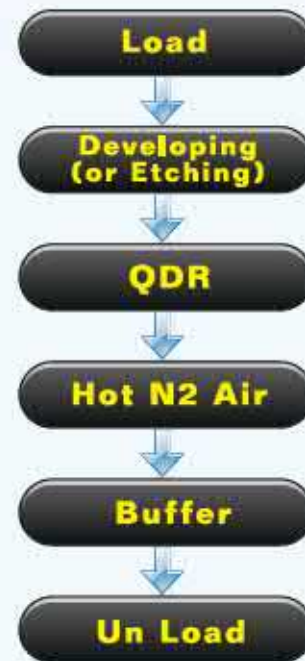 Load
Developing
(or Etching)
QDR
Hot N2 Air
Buffer
Un Load